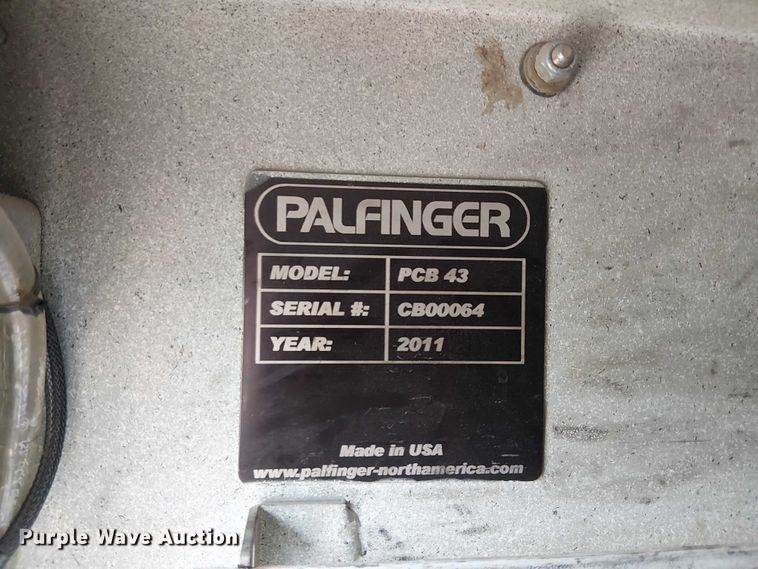 PALFINGER
MODEL: PCB 43
SERIAL #: CB00064
YEAR: 2011
Made in USA
www.palfinger-northamerica.com
Purple Wave Auction